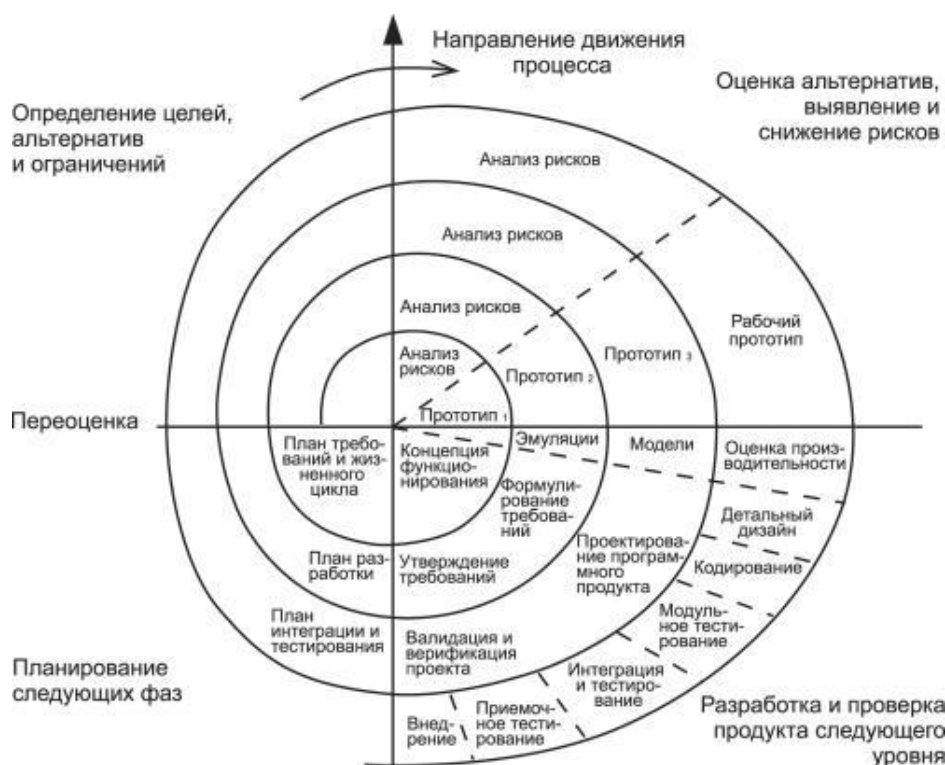 Направление движения
процесса
Определение целей,
альтернатив
и ограничений
Оценка альтернатив,
выявление и
снижение рисков
Анализ рисков
Анализ рисков
Анализ рисков
Анализ
рисков
Рабочий
прототип
Прототип 3
Прототип 2
Прототип 1
Переоценка
План требо-
ваний и жиз-
ненного
цикла
Концепция
функцио-
нирования
Эмуляции
Модели
Оценка произ-
водительности
Формули-
рование
требова-
ний
Детальный
дизайн
Проектирова-
ние програм-
много
продукта
Кодирование
План раз-
работки
Утверждение
требований
Модуль-
ное тести-
рование
План
интеграции и
тестирования
Валидация и
верификация
проекта
Интеграция
и тестиро-
вание
Планирование
следующих фаз
Внед-
рение
Приемоч-
ное тести-
рование
Разработка и проверка
продукта следующего
уровня